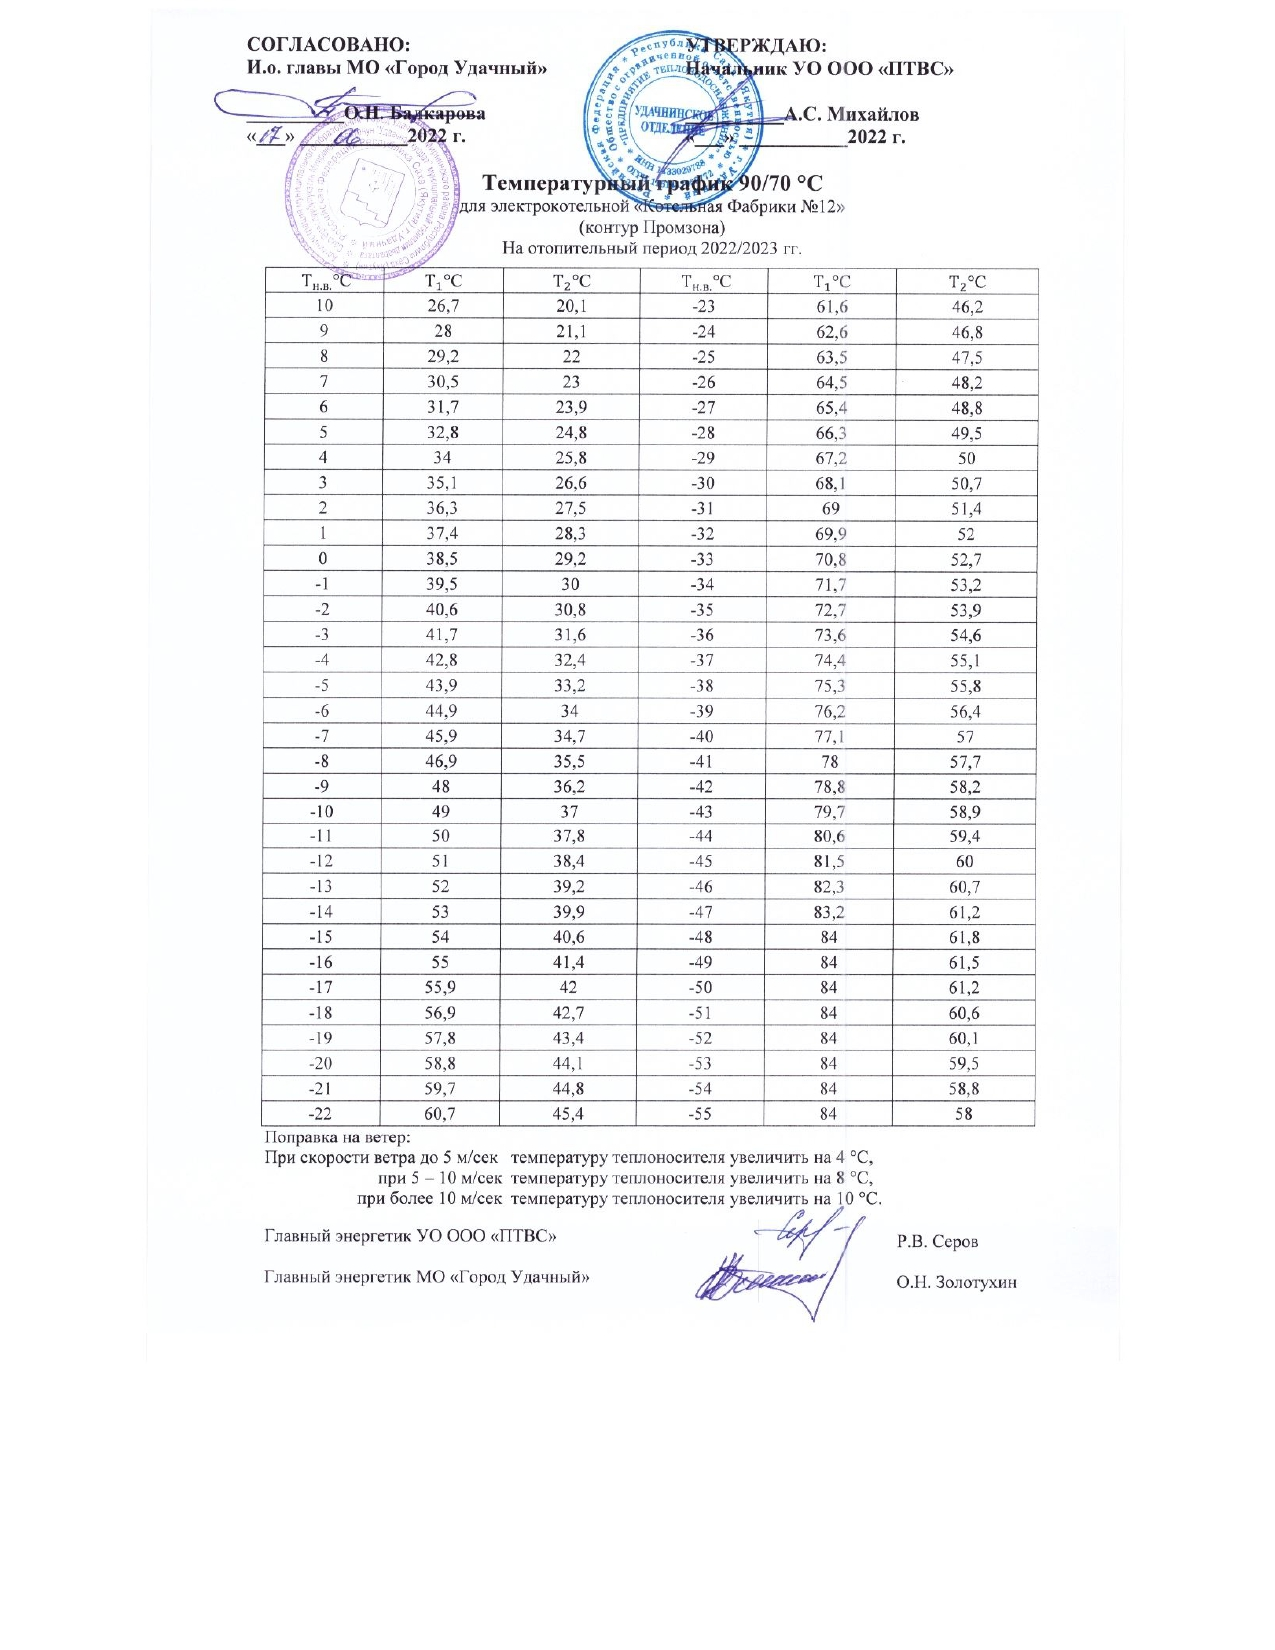 СОГЛАСОВАНО:
И.о. главы МО «Город Удачный»
О.Н. Балкарова
«17» 06 2022 г.
УТВЕРЖДАЮ:
Начальник УО ООО «ПТВС»
А.С. Михайлов
«___» ____________2022 г.
УДАЧНИНСКОЕ
ОТДЕЛЕНИЕ
Температурный график 90/70 °С
для электрокотельной «Котельная Фабрики №12»
(контур Промзона)
На отопительный период 2022/2023 гг.
Тн.в.°С Т1°С Т2°С Тн.в.°С Т1°С Т2°С
10 26,7 20,1 -23 61,6 46,2
9 28 21,1 -24 62,6 46,8
8 29,2 22 -25 63,5 47,5
7 30,5 23 -26 64,5 48,2
6 31,7 23,9 -27 65,4 48,8
5 32,8 24,8 -28 66,3 49,5
4 34 25,8 -29 67,2 50
3 35,1 26,6 -30 68,1 50,7
2 36,3 27,5 -31 69 51,4
1 37,4 28,3 -32 69,9 52
0 38,5 29,2 -33 70,8 52,7
-1 39,5 30 -34 71,7 53,2
-2 40,6 30,8 -35 72,7 53,9
-3 41,7 31,6 -36 73,6 54,6
-4 42,8 32,4 -37 74,4 55,1
-5 43,9 33,2 -38 75,3 55,8
-6 44,9 34 -39 76,2 56,4
-7 45,9 34,7 -40 77,1 57
-8 46,9 35,5 -41 78 57,7
-9 48 36,2 -42 78,8 58,2
-10 49 37 -43 79,7 58,9
-11 50 37,8 -44 80,6 59,4
-12 51 38,4 -45 81,5 60
-13 52 39,2 -46 82,3 60,7
-14 53 39,9 -47 83,2 61,2
-15 54 40,6 -48 84 61,8
-16 55 41,4 -49 84 61,5
-17 55,9 42 -50 84 61,2
-18 56,9 42,7 -51 84 60,6
-19 57,8 43,4 -52 84 60,1
-20 58,8 44,1 -53 84 59,5
-21 59,7 44,8 -54 84 58,8
-22 60,7 45,4 -55 84 58
Поправка на ветер:
При скорости ветра до 5 м/сек температуру теплоносителя увеличить на 4 °С,
при 5 – 10 м/сек температуру теплоносителя увеличить на 8 °С,
при более 10 м/сек температуру теплоносителя увеличить на 10 °С.
Главный энергетик УО ООО «ПТВС»
Р.В. Серов
Главный энергетик МО «Город Удачный»
О.Н. Золотухин